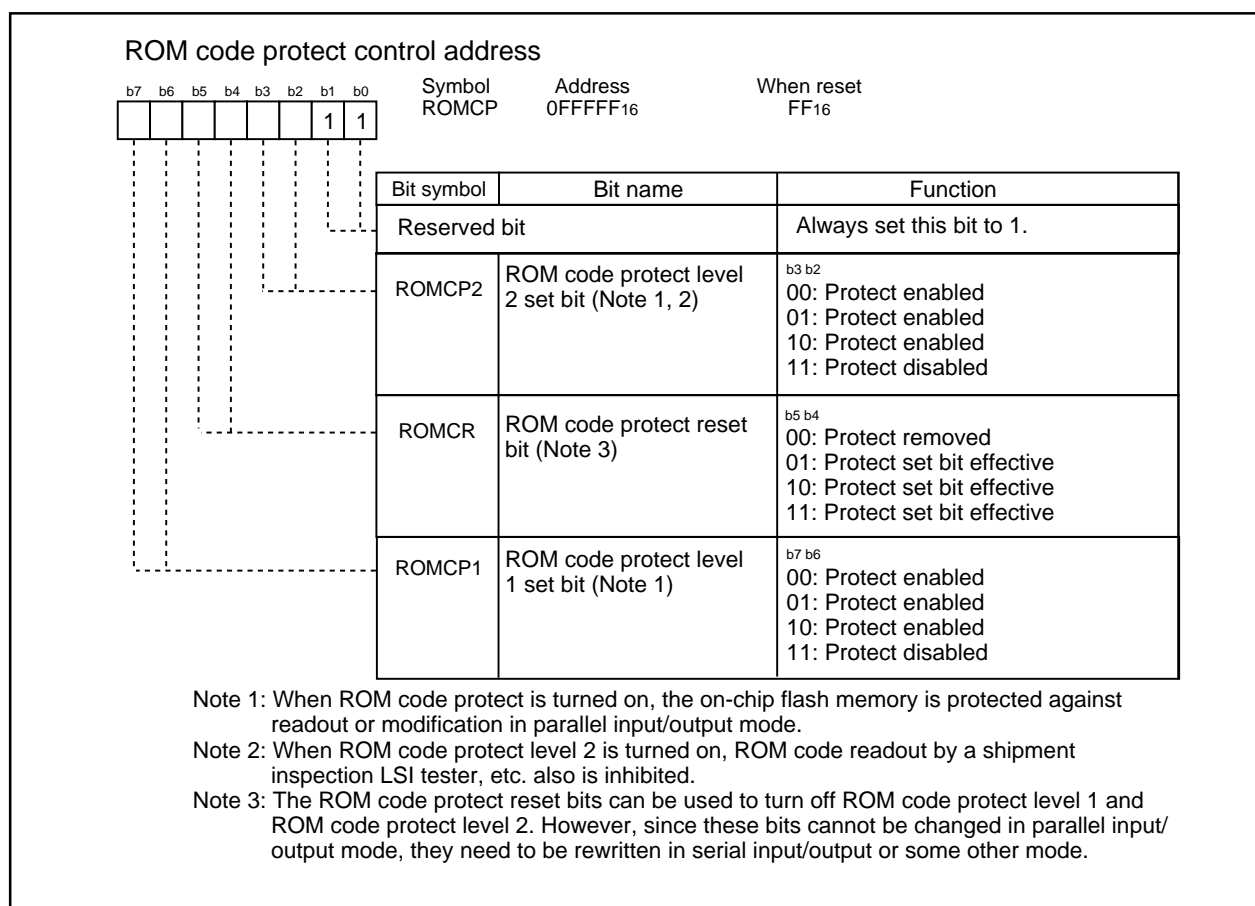 ROM code protect control address
b7 b6 b5 b4 b3 b2 b1 b0
Symbol Address When reset
ROMCP 0FFFFF16 FF16
1 1
Bit symbol Bit name Function
Reserved bit Always set this bit to 1.
ROMCP2 ROM code protect level
2 set bit (Note 1, 2)
b3 b2
00: Protect enabled
01: Protect enabled
10: Protect enabled
11: Protect disabled
ROMCR ROM code protect reset
bit (Note 3)
b5 b4
00: Protect removed
01: Protect set bit effective
10: Protect set bit effective
11: Protect set bit effective
ROMCP1 ROM code protect level
1 set bit (Note 1)
b7 b6
00: Protect enabled
01: Protect enabled
10: Protect enabled
11: Protect disabled
Note 1: When ROM code protect is turned on, the on-chip flash memory is protected against
readout or modification in parallel input/output mode.
Note 2: When ROM code protect level 2 is turned on, ROM code readout by a shipment
inspection LSI tester, etc. also is inhibited.
Note 3: The ROM code protect reset bits can be used to turn off ROM code protect level 1 and
ROM code protect level 2. However, since these bits cannot be changed in parallel input/
output mode, they need to be rewritten in serial input/output or some other mode.